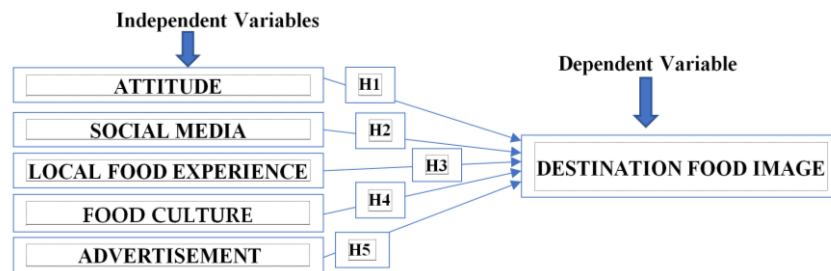 Independent Variables
Dependent Variable
ATTITUDE
H1
SOCIAL MEDIA
H2
LOCAL FOOD EXPERIENCE
H3
DESTINATION FOOD IMAGE
FOOD CULTURE
H4
ADVERTISEMENT
H5